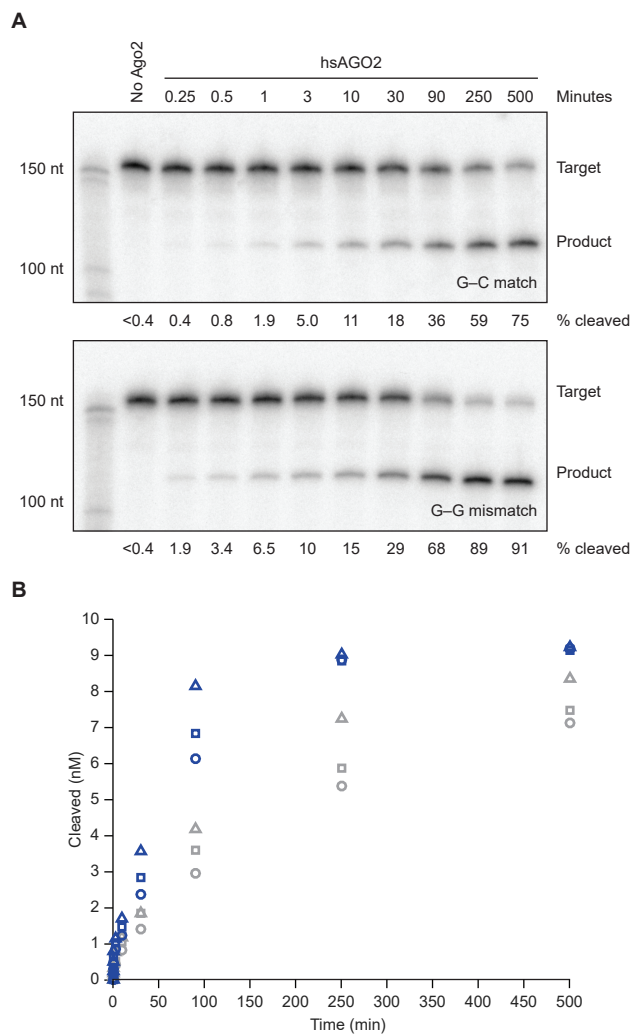 A
No Ago2
hsAGO2
0.25 0.5 1 3 10 30 90 250 500 Minutes
150 nt
Target
Product
100 nt
G–C match
<0.4 0.4 0.8 1.9 5.0 11 18 36 59 75 % cleaved
150 nt
Target
Product
100 nt
G–G mismatch
<0.4 1.9 3.4 6.5 10 15 29 68 89 91 % cleaved
B
10
9
8
7
6
5
4
3
2
1
0
Cleaved (nM)
0 50 100 150 200 250 300 350 400 450 500
Time (min)